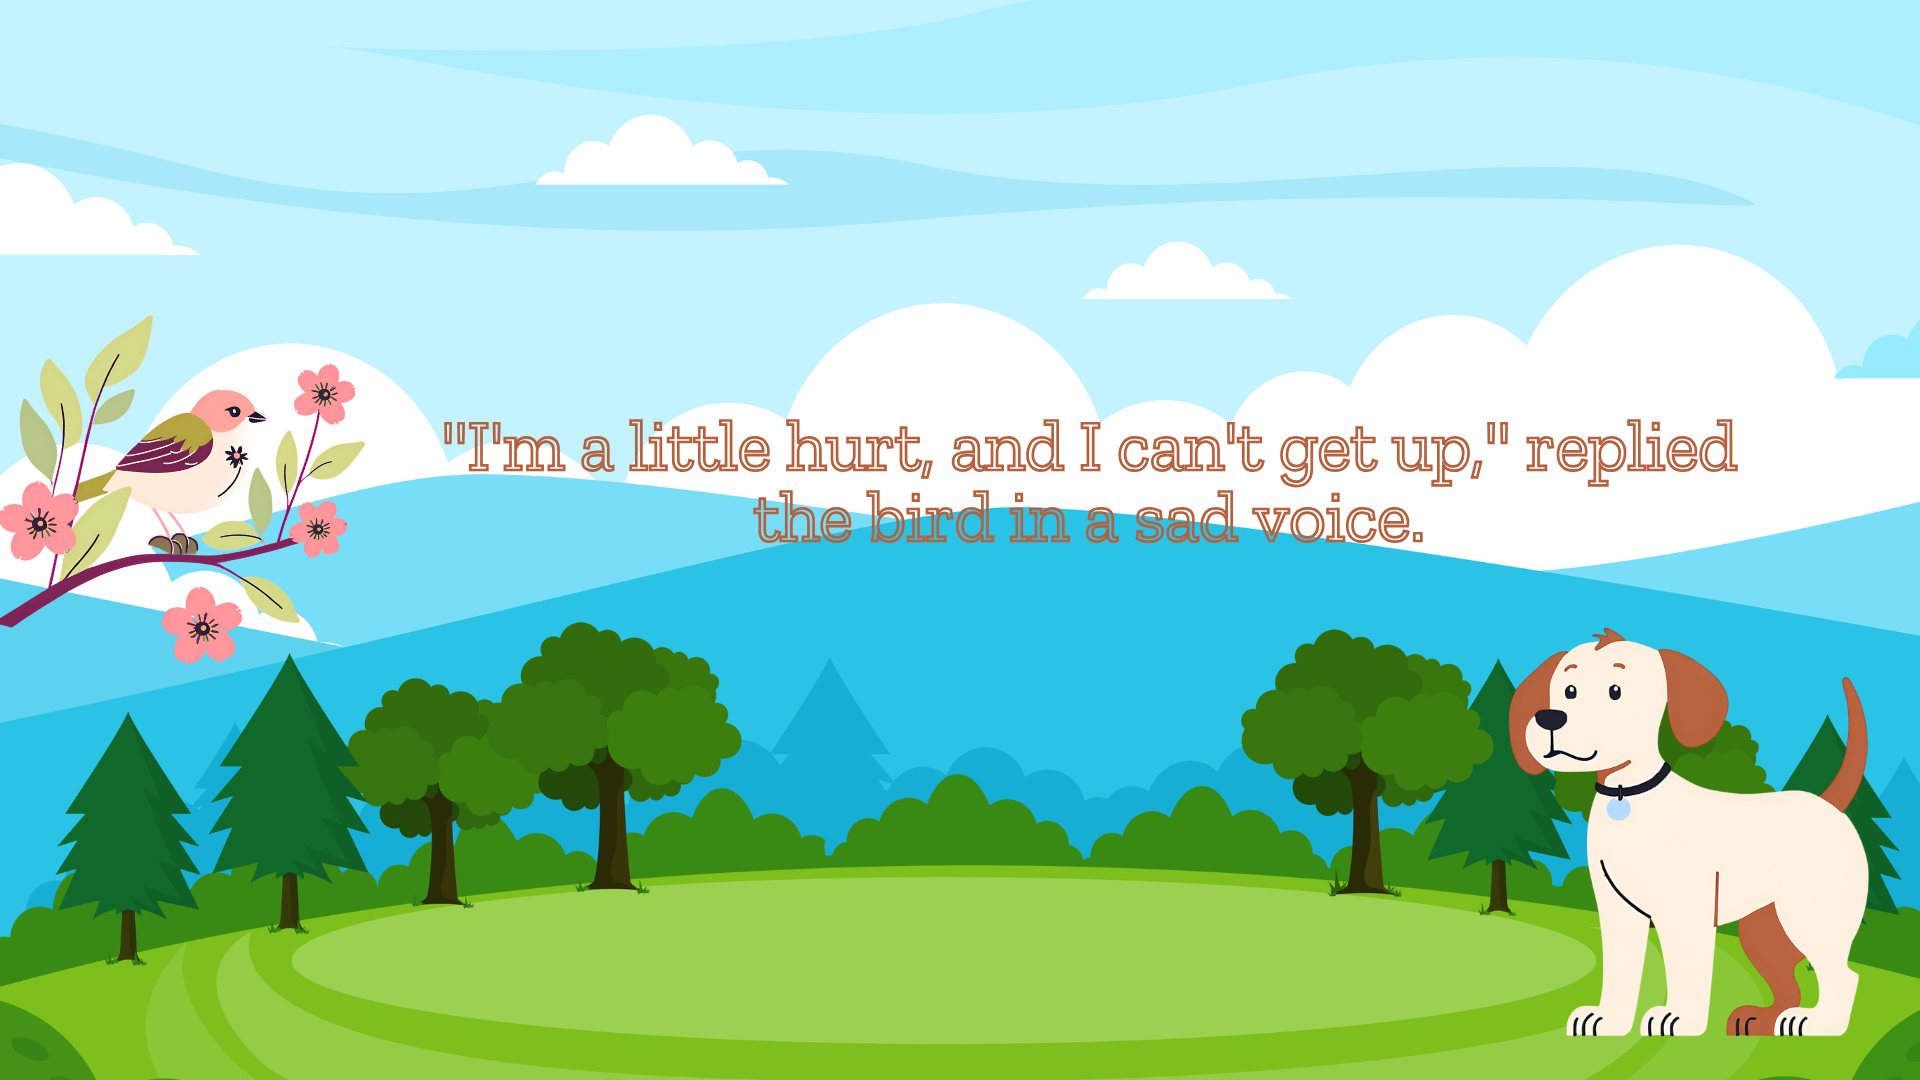 "I'm a little hurt, and I can't get up," replied
the bird in a sad voice.